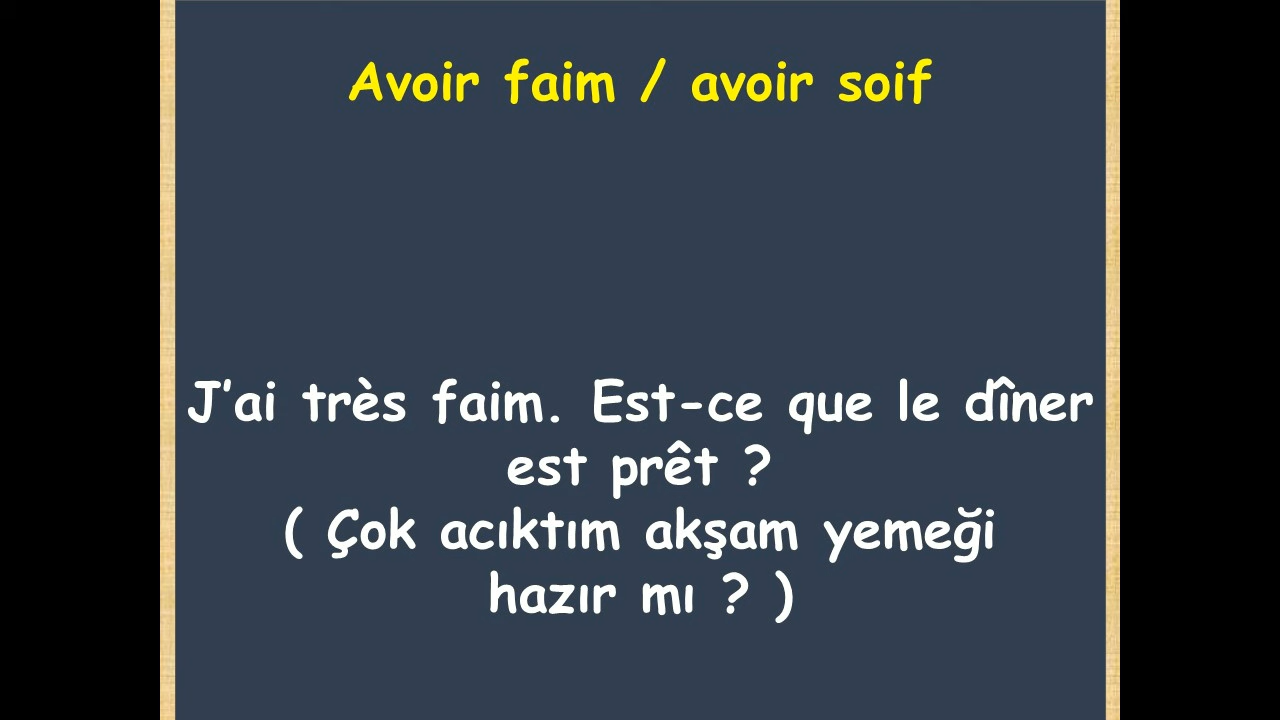 Avoir faim / avoir soif
J’ai très faim. Est-ce que le dîner
est prêt ?
( Çok acıktım akşam yemeği
hazır mı ? )